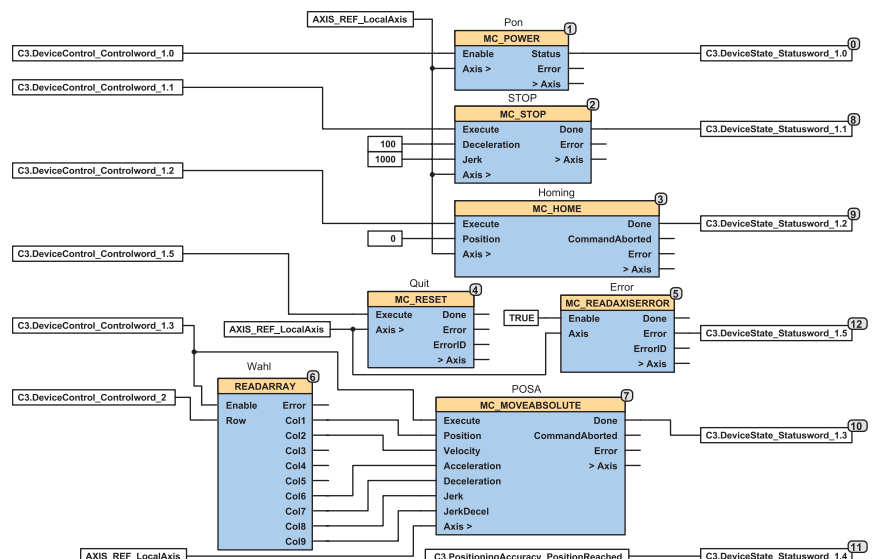 AXIS_REF_LocalAxis
Pon
1
MC_POWER
C3.DeviceControl_Controlword_1.0
Enable Status
Axis > Error
> Axis
0
C3.DeviceState_Statusword_1.0
C3.DeviceControl_Controlword_1.1
STOP
2
MC_STOP
Execute Done
Deceleration Error
Jerk > Axis
Axis >
100
1000
8
C3.DeviceState_Statusword_1.1
C3.DeviceControl_Controlword_1.2
Homing
3
MC_HOME
Execute Done
Position CommandAborted
Axis > Error
> Axis
0
9
C3.DeviceState_Statusword_1.2
C3.DeviceControl_Controlword_1.5
Quit
4
MC_RESET
Execute Done
Axis > Error
ErrorID
> Axis
AXIS_REF_LocalAxis
Error
5
MC_READAXISERROR
TRUE
Enable Done
Axis Error
ErrorID
> Axis
12
C3.DeviceState_Statusword_1.5
C3.DeviceControl_Controlword_1.3
C3.DeviceControl_Controlword_2
Wahl
6
READARRAY
Enable Error
Row Col1
Col2
Col3
Col4
Col5
Col6
Col7
Col8
Col9
POSA
7
MC_MOVEABSOLUTE
Execute Done
Position CommandAborted
Velocity Error
Acceleration > Axis
Deceleration
Jerk
JerkDecel
Axis >
10
C3.DeviceState_Statusword_1.3
AXIS_REF_LocalAxis
C3.PositioningAccuracy_PositionReached
11
C3.DeviceState_Statusword_1.4